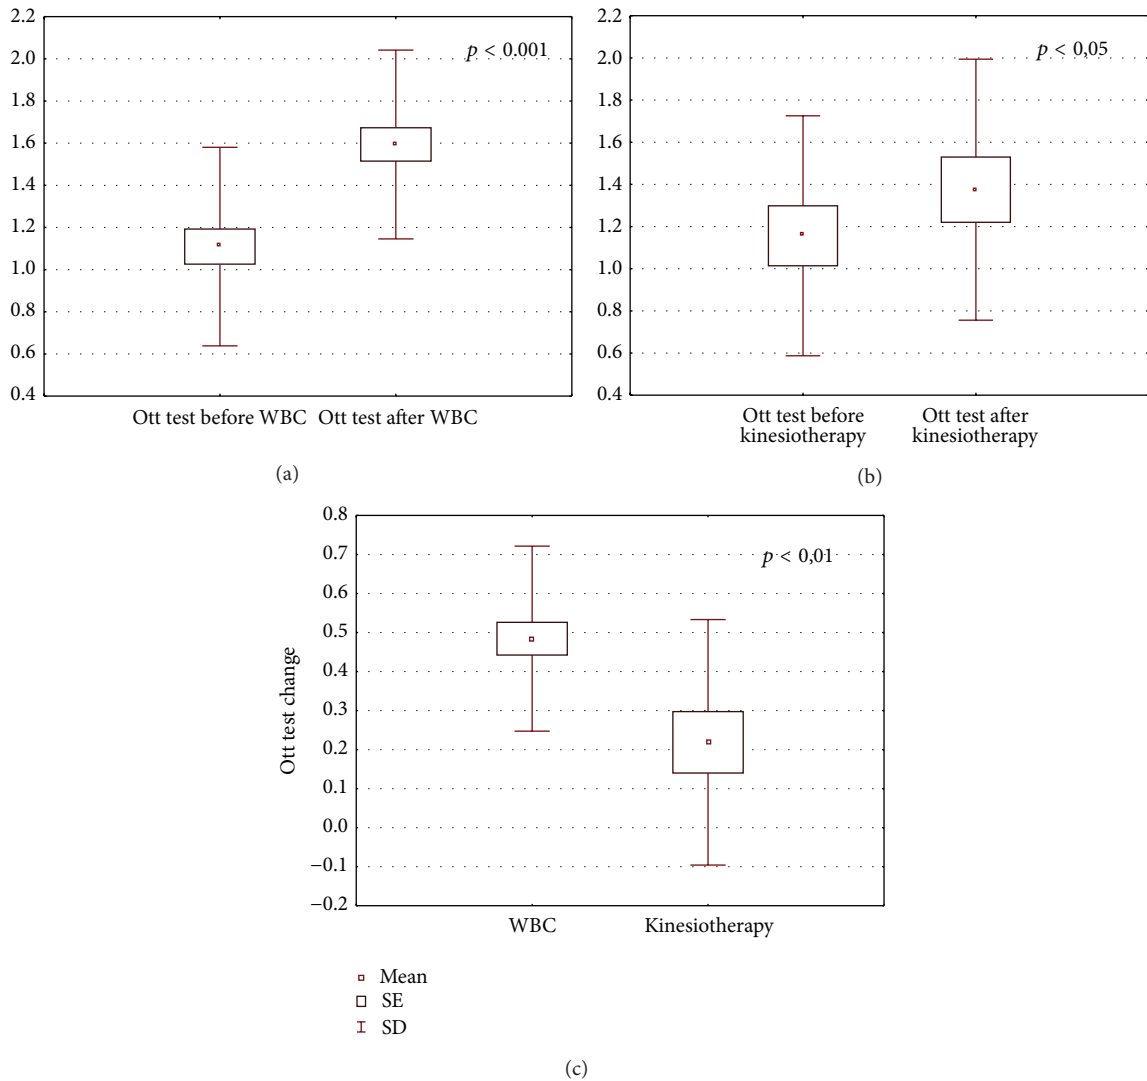 2.2
2.0
1.8
1.6
1.4
1.2
1.0
0.8
0.6
0.4
p < 0.001
Ott test before WBC
Ott test after WBC
(a)
2.2
2.0
1.8
1.6
1.4
1.2
1.0
0.8
0.6
0.4
p < 0,05
Ott test before
kinesiotherapy
Ott test after
kinesiotherapy
(b)
Ott test change
0.8
0.7
0.6
0.5
0.4
0.3
0.2
0.1
0.0
−0.1
−0.2
p < 0,01
WBC
Kinesiotherapy
Mean
SE
SD
(c)